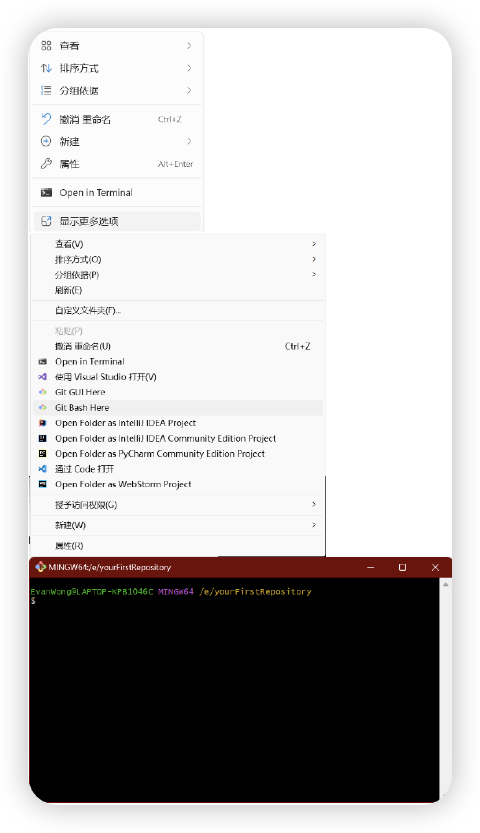 查看
排序方式
分组依据
撤消 重命名 Ctrl+Z
新建
属性 Alt+Enter
Open in Terminal
显示更多选项
查看(V)
排序方式(O)
分组依据(P)
刷新(E)
自定义文件夹(F)...
粘贴(P)
撤消 重命名(U) Ctrl+Z
Open in Terminal
使用 Visual Studio 打开(V)
Git GUI Here
Git Bash Here
Open Folder as IntelliJ IDEA Project
Open Folder as IntelliJ IDEA Community Edition Project
Open Folder as PyCharm Community Edition Project
通过 Code 打开
Open Folder as WebStorm Project
授予访问权限(G)
新建(W)
属性(R)
MINGW64:/e/yourFirstRepository
EvanWong@LAPTOP-KPB1046C MINGW64 /e/yourFirstRepository
$